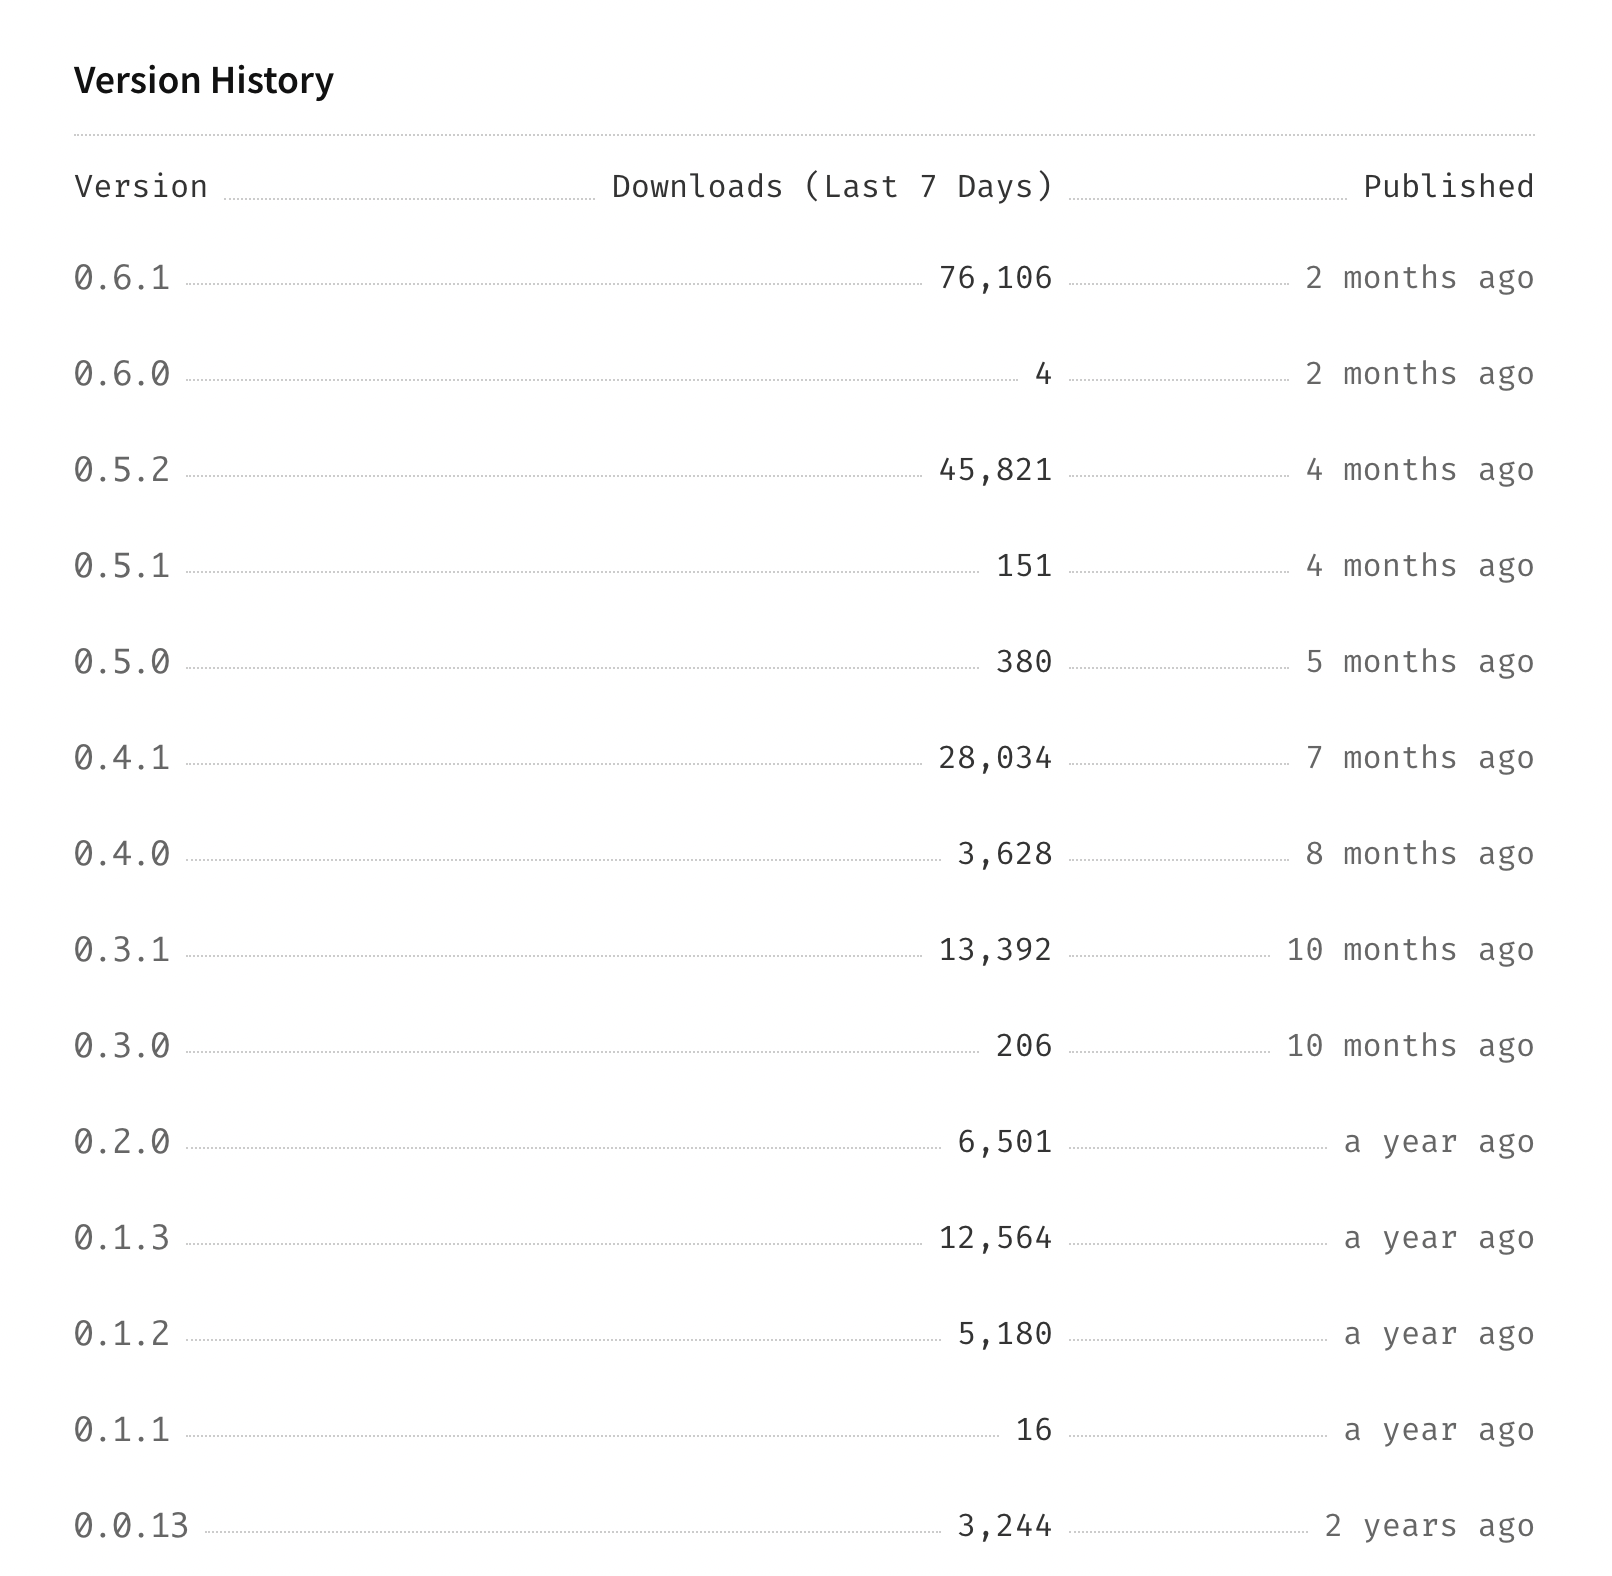 Version History
Version Downloads (Last 7 Days) Published
0.6.1 76,106 2 months ago
0.6.0 4 2 months ago
0.5.2 45,821 4 months ago
0.5.1 151 4 months ago
0.5.0 380 5 months ago
0.4.1 28,034 7 months ago
0.4.0 3,628 8 months ago
0.3.1 13,392 10 months ago
0.3.0 206 10 months ago
0.2.0 6,501 a year ago
0.1.3 12,564 a year ago
0.1.2 5,180 a year ago
0.1.1 16 a year ago
0.0.13 3,244 2 years ago